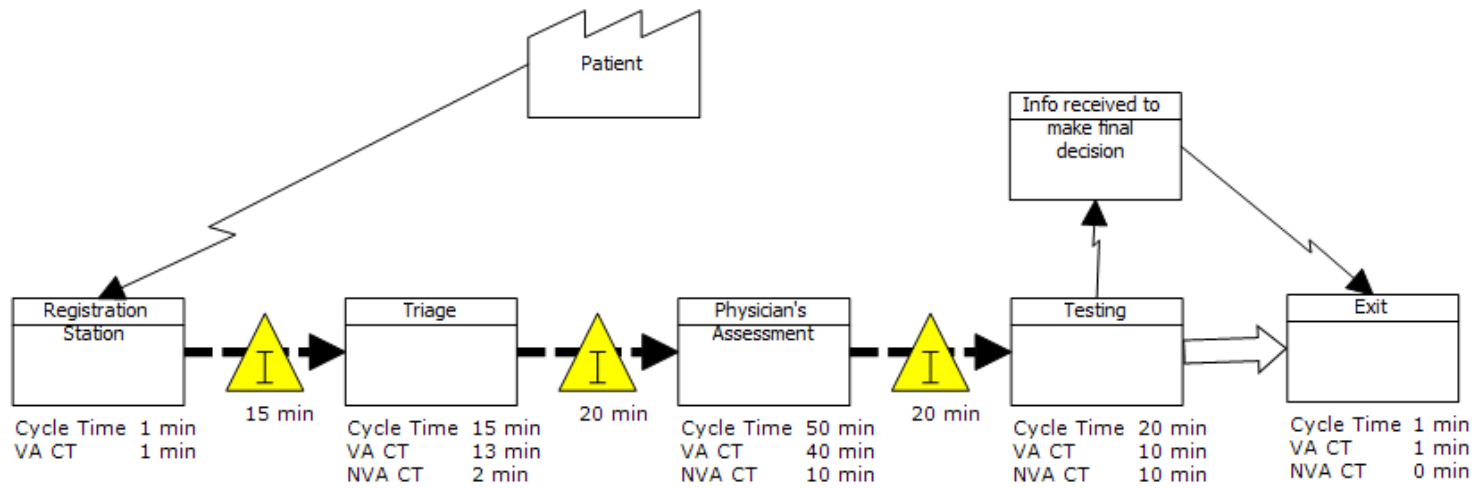 Patient
Info received to
make final
decision
Registration
Station
Triage
Physician's
Assessment
Testing
Exit
I
I
I
15 min
20 min
20 min
Cycle Time 1 min
VA CT 1 min
Cycle Time 15 min
VA CT 13 min
NVA CT 2 min
Cycle Time 50 min
VA CT 40 min
NVA CT 10 min
Cycle Time 20 min
VA CT 10 min
NVA CT 10 min
Cycle Time 1 min
VA CT 1 min
NVA CT 0 min